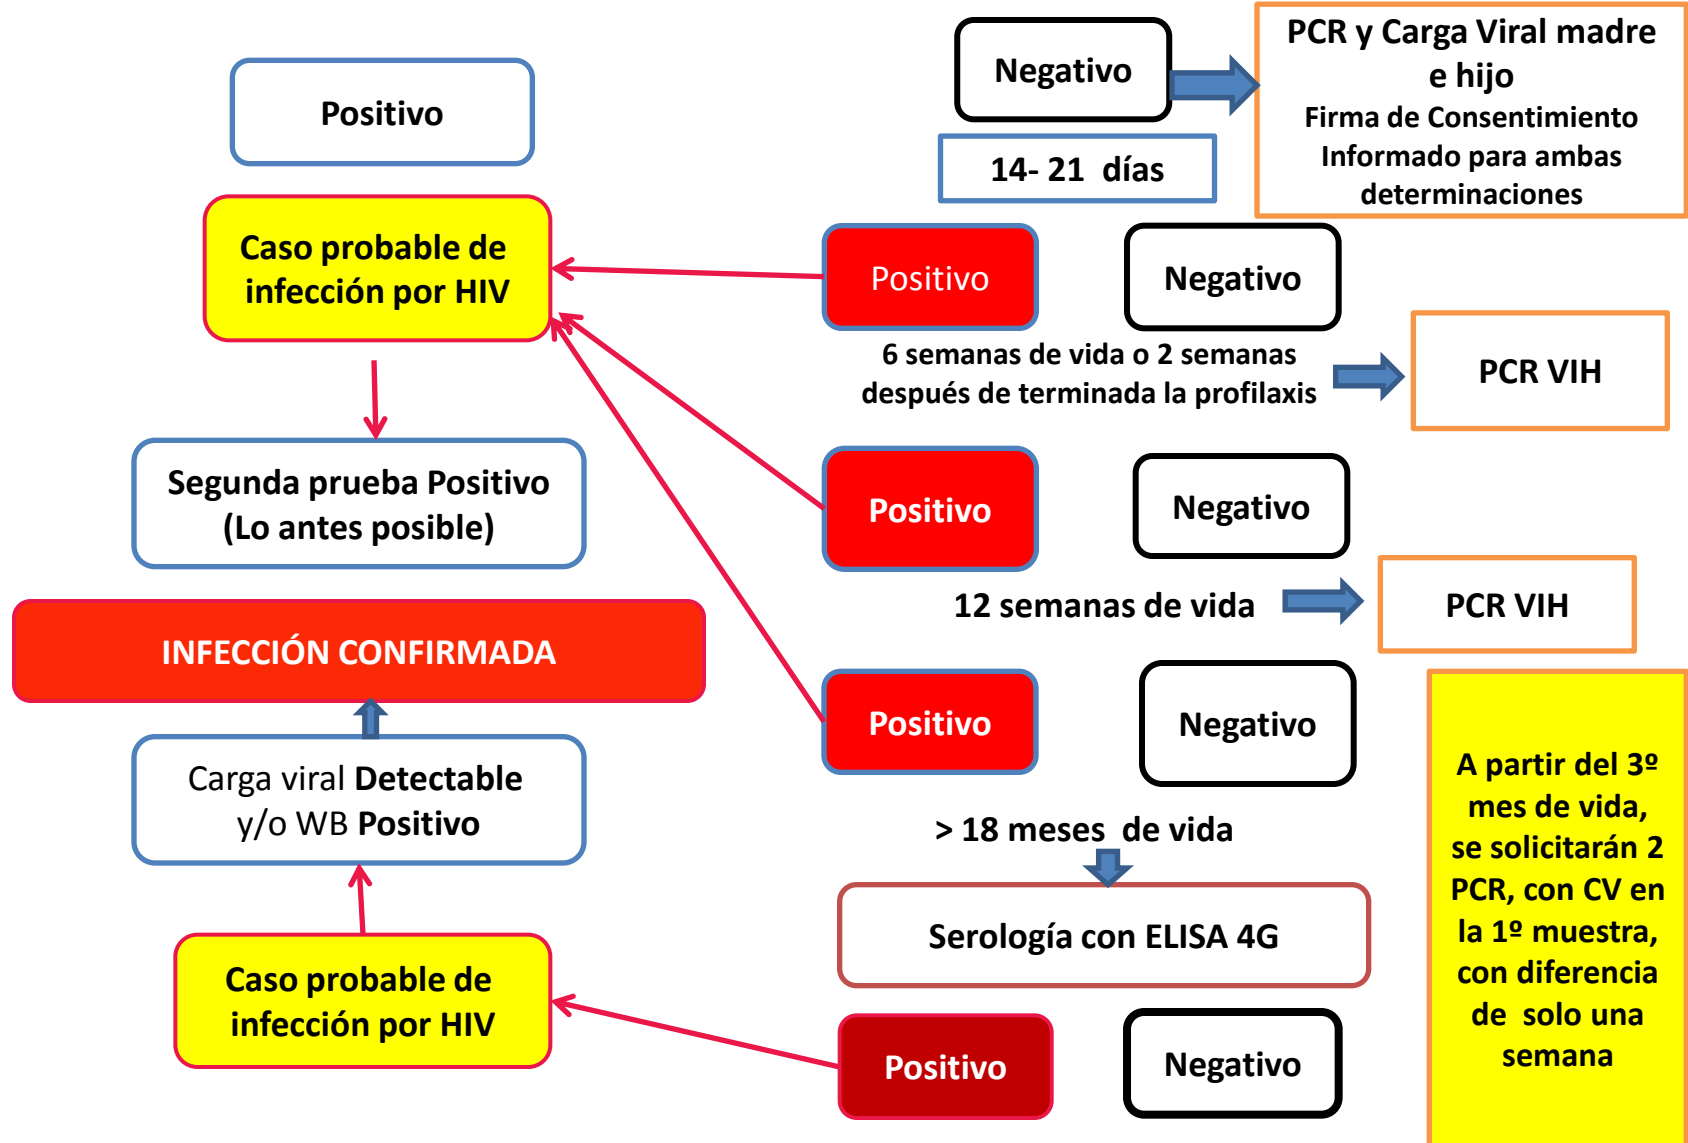 Positivo
Negativo
PCR y Carga Viral madre
e hijo
Firma de Consentimiento
Informado para ambas
determinaciones
14- 21  días
Caso probable de
infección por HIV
Positivo
Negativo
6 semanas de vida o 2 semanas
después de terminada la profilaxis
PCR VIH
Segunda prueba Positivo
(Lo antes posible)
Positivo
Negativo
12 semanas de vida
PCR VIH
INFECCIÓN CONFIRMADA
Positivo
Negativo
Carga viral Detectable
y/o WB Positivo
> 18 meses  de vida
Serología con ELISA 4G
A partir del 3º
mes de vida,
se solicitarán 2
PCR, con CV en
la 1º muestra,
con diferencia
de  solo una
semana
Caso probable de
infección por HIV
Positivo
Negativo